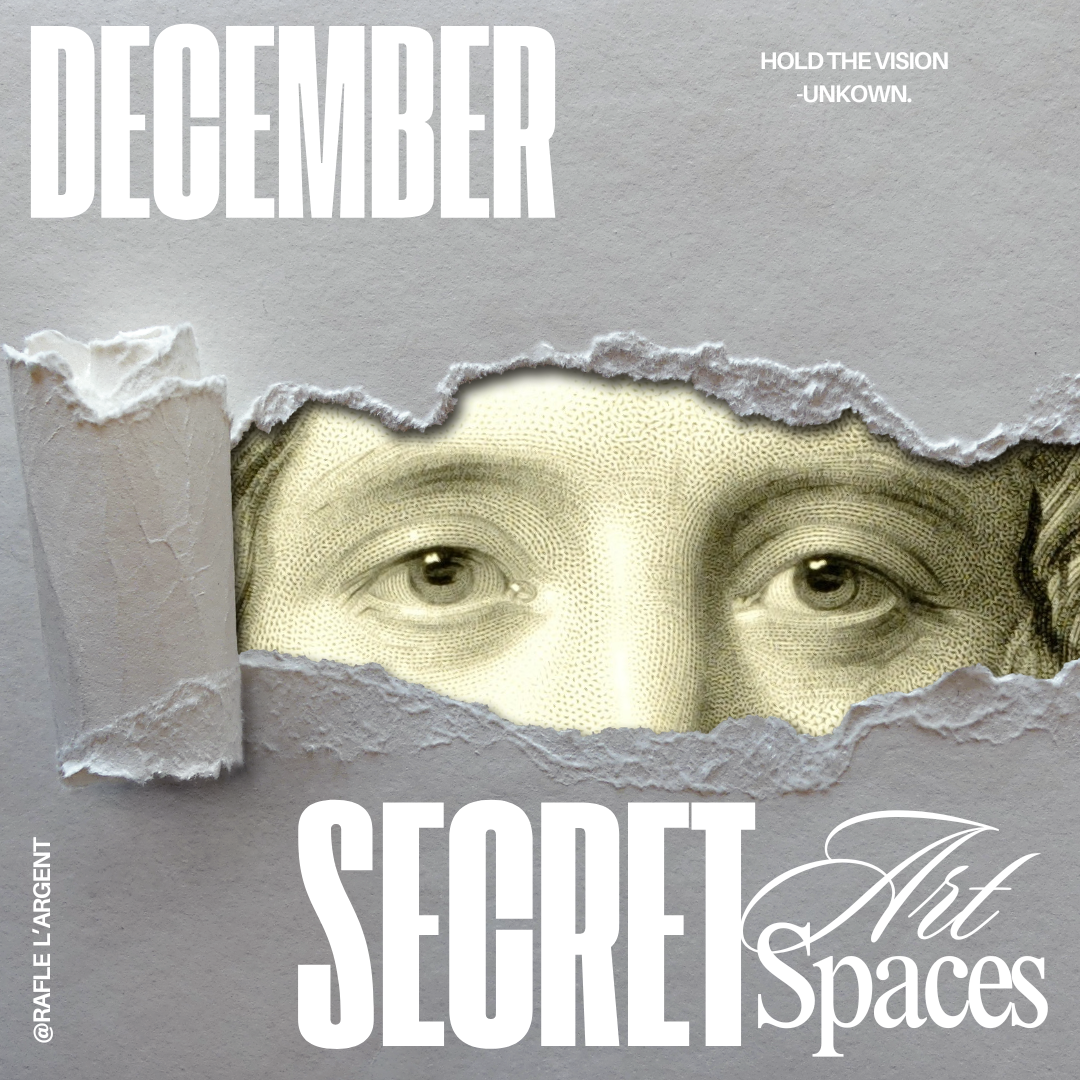 DECEMBER
HOLD THE VISION
-UNKOWN.
@RAFLE L'ARGENT
SECRET
Art
Spaces